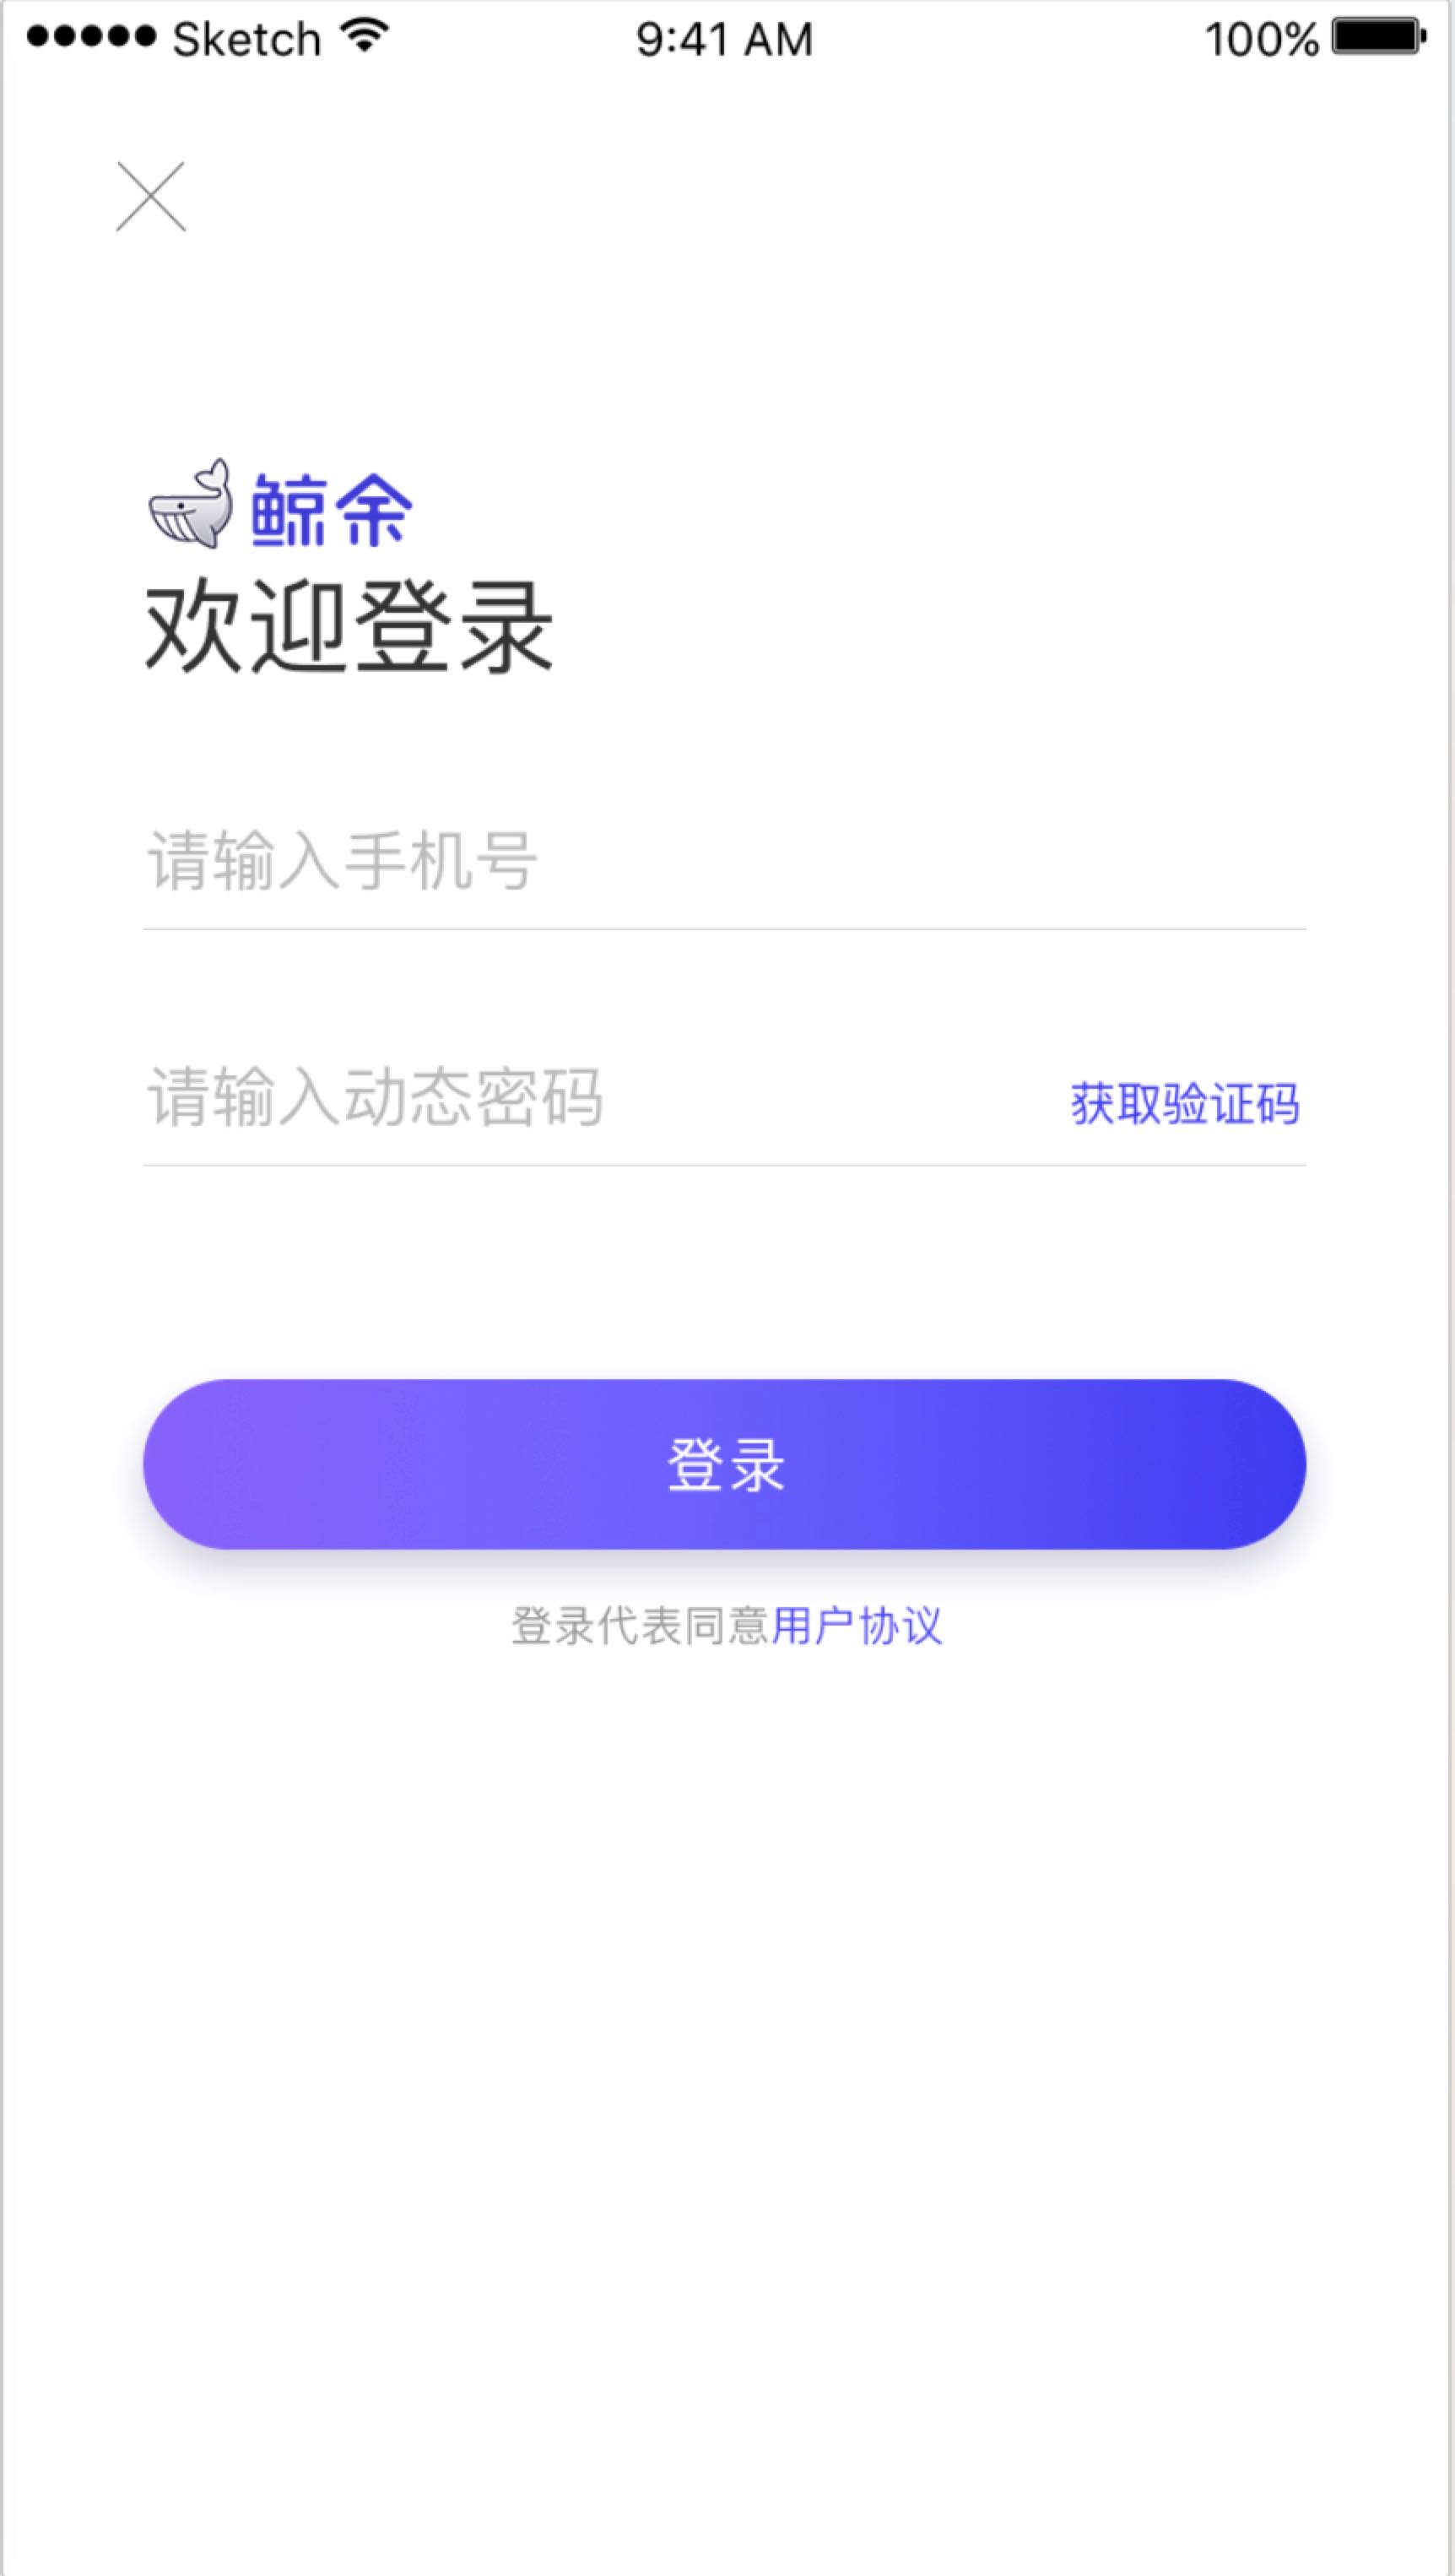 Sketch 9:41 AM 100%
鲸余
欢迎登录
请输入手机号
请输入动态密码 获取验证码
登录
登录代表同意用户协议